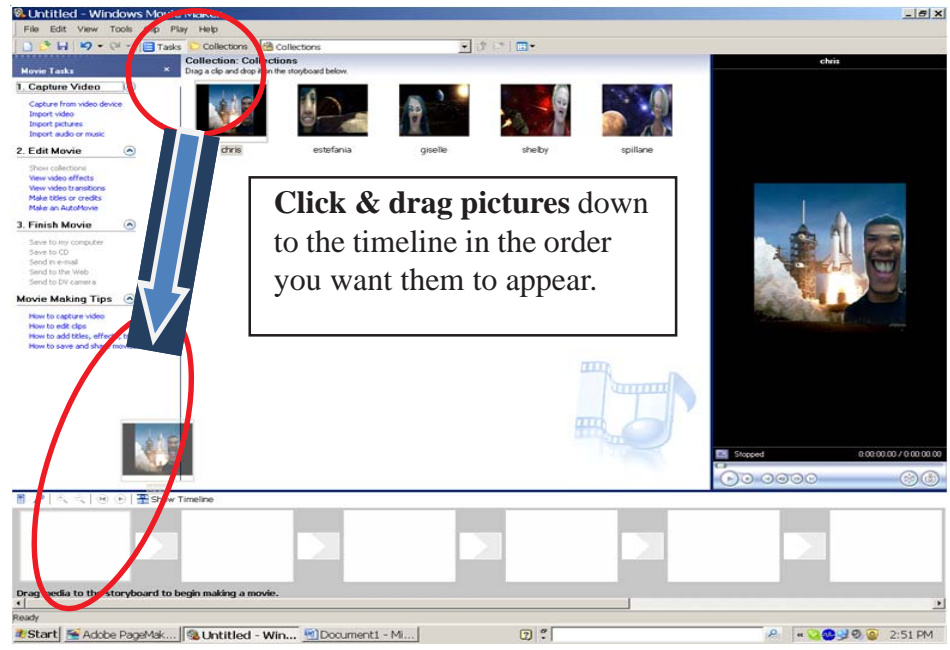 Untitled - Windows Movie Maker
File Edit View Tools Clip Play Help
Tasks Collections Collections
Movie Tasks
1. Capture Video
Capture from video device
Import video
Import pictures
Import audio or music
2. Edit Movie
Show collections
View video effects
View video transitions
Make titles or credits
Make an AutoMovie
3. Finish Movie
Save to my computer
Save to CD
Send in e-mail
Send to the Web
Send to DV camera
Movie Making Tips
How to capture video
How to edit clips
How to add titles, effects,
How to save and share movies
Collection: Collections
Drag a clip and drop it on the storyboard below.
chris
estefania
giselle
shelby
spillane
Click & drag pictures down
to the timeline in the order
you want them to appear.
chris
Stopped 0:00:00.00 / 0:00:00.00
Show Timeline
Drag media to the storyboard to begin making a movie.
Ready
Start Adobe PageMak... Untitled - Win... Document1 - Mi... 2:51 PM